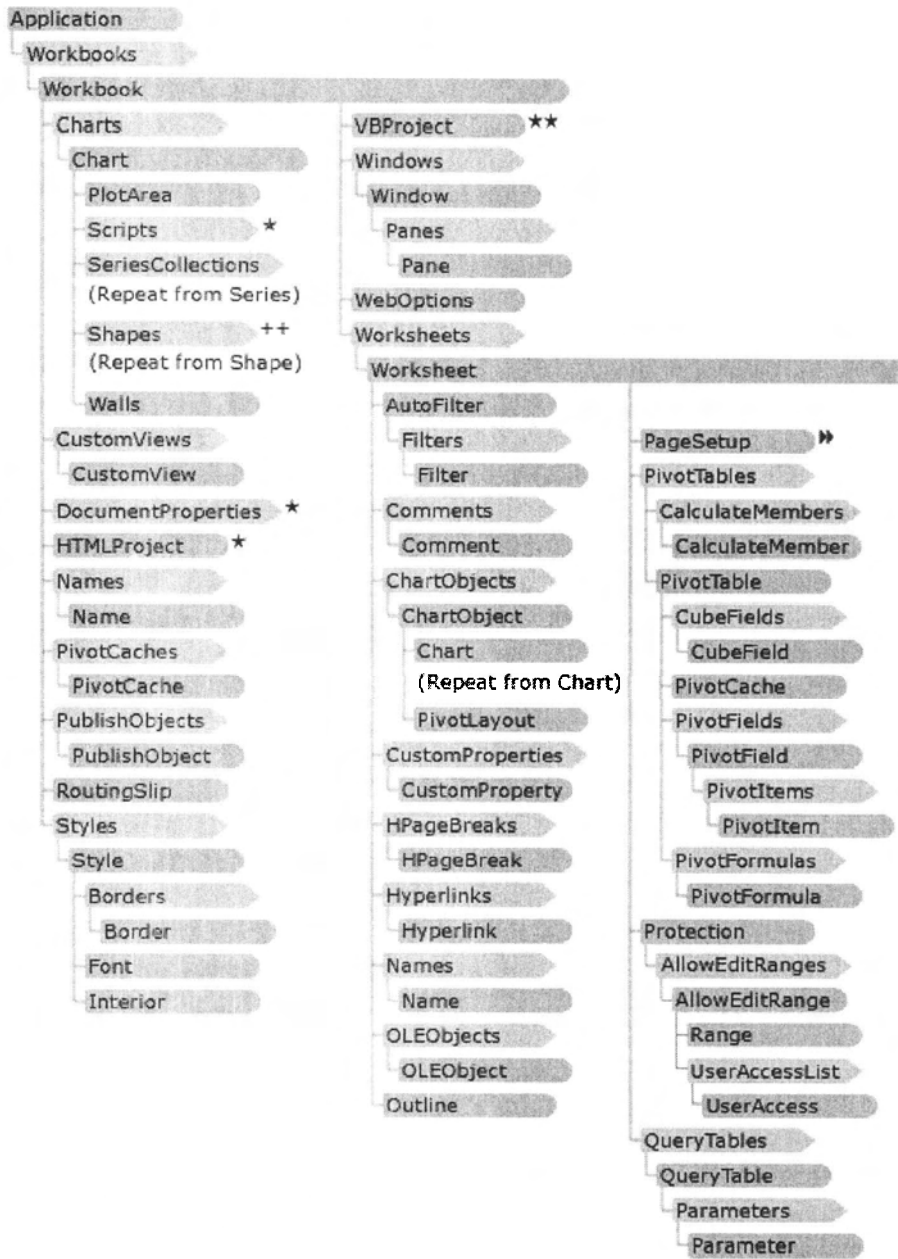 Application
Workbooks
Workbook
Charts
Chart
PlotArea
Scripts ★
SeriesCollections
(Repeat from Series)
Shapes ++
(Repeat from Shape)
Walls
CustomViews
CustomView
DocumentProperties ★
HTMLProject ★
Names
Name
PivotCaches
PivotCache
PublishObjects
PublishObject
RoutingSlip
Styles
Style
Borders
Border
Font
Interior
VBProject ★★
Windows
Window
Panes
Pane
WebOptions
Worksheets
Worksheet
AutoFilter
Filters
Filter
Comments
Comment
ChartObjects
ChartObject
Chart
(Repeat from Chart)
PivotLayout
CustomProperties
CustomProperty
HPageBreaks
HPageBreak
Hyperlinks
Hyperlink
Names
Name
OLEObjects
OLEObject
Outline
PageSetup
PivotTables
CalculateMembers
CalculateMember
PivotTable
CubeFields
CubeField
PivotCache
PivotFields
PivotField
PivotItems
PivotItem
PivotFormulas
PivotFormula
Protection
AllowEditRanges
AllowEditRange
Range
UserAccessList
UserAccess
QueryTables
QueryTable
Parameters
Parameter